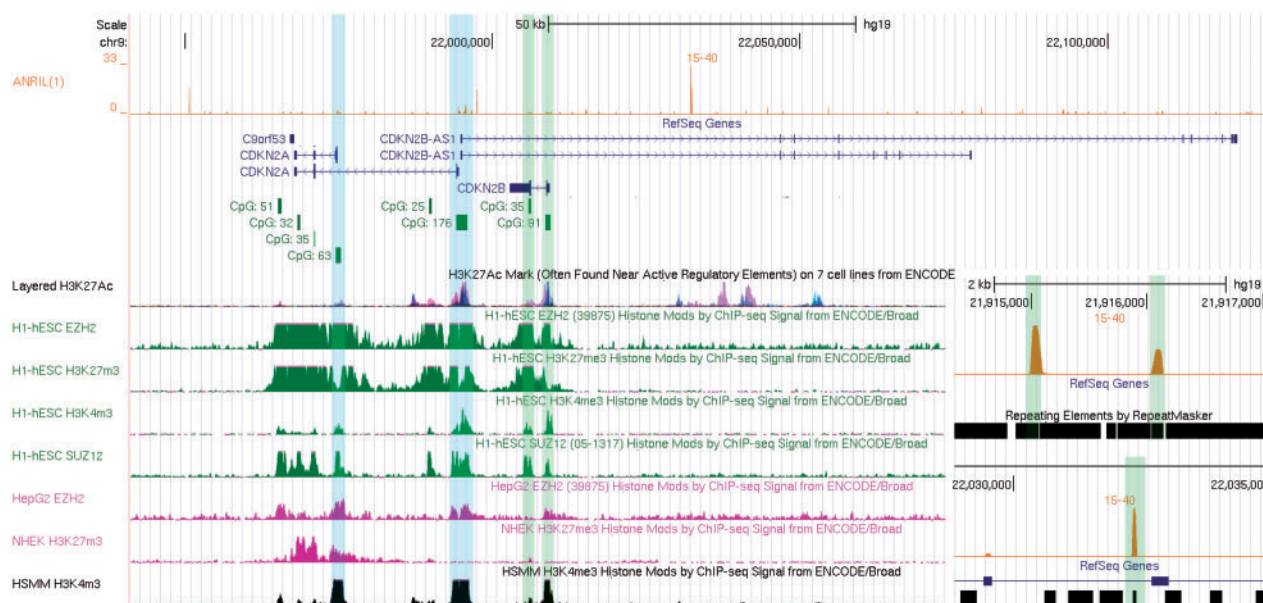 Scale 50 kb hg19
chr9: 22,000,000 22,050,000 22,100,000
33 15-40
ANRIL(1)
0
RefSeq Genes
C9orf53 CDKN2B-AS1
CDKN2A CDKN2B-AS1
CDKN2A
CDKN2B
CpG: 51 CpG: 25 CpG: 35
CpG: 32 CpG: 176 CpG: 91
CpG: 35
CpG: 63
H3K27Ac Mark (Often Found Near Active Regulatory Elements) on 7 cell lines from ENCODE
Layered H3K27Ac
H1-hESC EZH2 (39875) Histone Mods by ChIP-seq Signal from ENCODE/Broad
H1-hESC EZH2
H1-hESC H3K27me3 Histone Mods by ChIP-seq Signal from ENCODE/Broad
H1-hESC H3K27m3
H1-hESC H3K4me3 Histone Mods by ChIP-seq Signal from ENCODE/Broad
H1-hESC H3K4m3
H1-hESC SUZ12 (05-1317) Histone Mods by ChIP-seq Signal from ENCODE/Broad
H1-hESC SUZ12
HepG2 EZH2 (39875) Histone Mods by ChIP-seq Signal from ENCODE/Broad
HepG2 EZH2
NHEK H3K27me3 Histone Mods by ChIP-seq Signal from ENCODE/Broad
NHEK H3K27m3
HSMM H3K4me3 Histone Mods by ChIP-seq Signal from ENCODE/Broad
HSMM H3K4m3
2 kb hg19
21,915,000 21,916,000 21,917,000
15-40
RefSeq Genes
Repeating Elements by RepeatMasker
22,030,000 22,035,000
15-40
RefSeq Genes